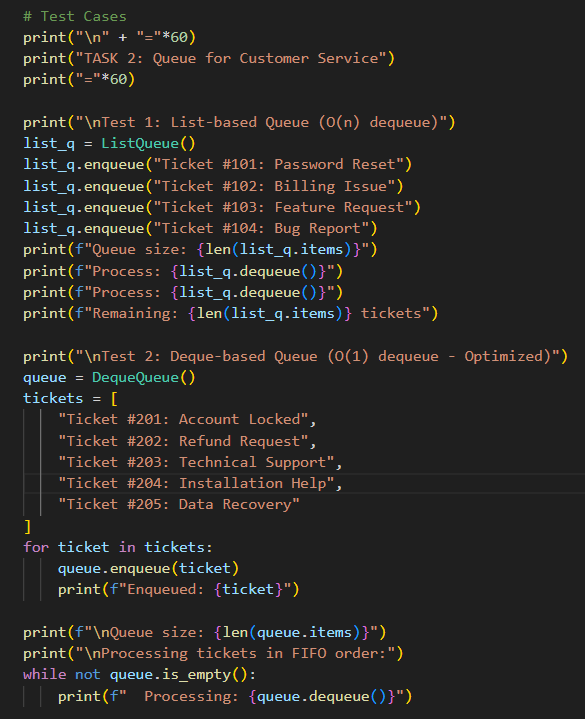 # Test Cases
print("\n" + "="*60)
print("TASK 2: Queue for Customer Service")
print("="*60)

print("\nTest 1: List-based Queue (O(n) dequeue)")
list_q = ListQueue()
list_q.enqueue("Ticket #101: Password Reset")
list_q.enqueue("Ticket #102: Billing Issue")
list_q.enqueue("Ticket #103: Feature Request")
list_q.enqueue("Ticket #104: Bug Report")
print(f"Queue size: {len(list_q.items)}")
print(f"Process: {list_q.dequeue()}")
print(f"Process: {list_q.dequeue()}")
print(f"Remaining: {len(list_q.items)} tickets")

print("\nTest 2: Deque-based Queue (O(1) dequeue - Optimized)")
queue = DequeQueue()
tickets = [
    "Ticket #201: Account Locked",
    "Ticket #202: Refund Request",
    "Ticket #203: Technical Support",
    "Ticket #204: Installation Help",
    "Ticket #205: Data Recovery"
]
for ticket in tickets:
    queue.enqueue(ticket)
    print(f"Enqueued: {ticket}")

print(f"\nQueue size: {len(queue.items)}")
print("\nProcessing tickets in FIFO order:")
while not queue.is_empty():
    print(f"  Processing: {queue.dequeue()}")